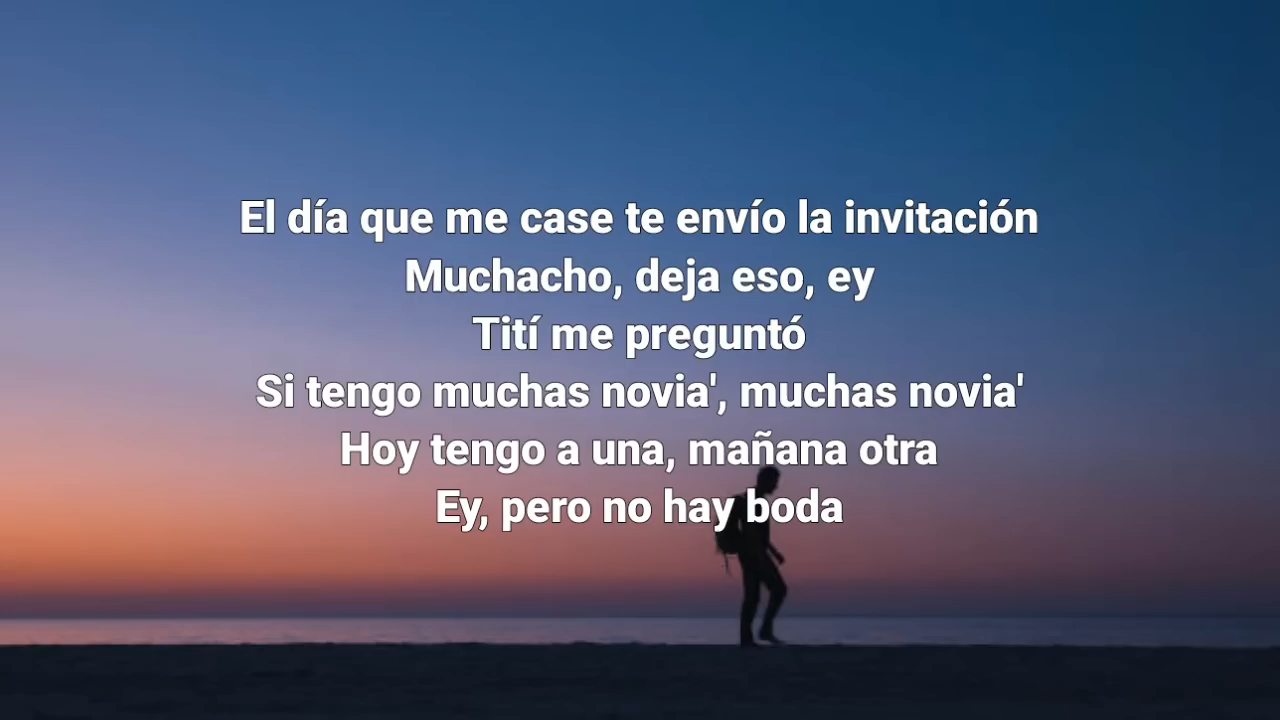 El día que me case te envío la invitación
Muchacho, deja eso, ey
Tití me preguntó
Si tengo muchas novia', muchas novia'
Hoy tengo a una, mañana otra
Ey, pero no hay boda